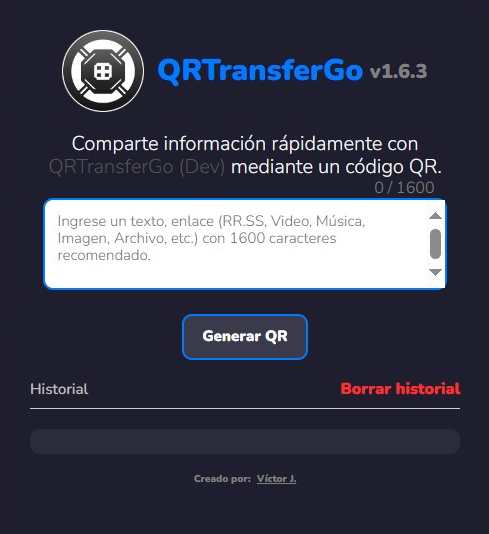 QRTransferGo v1.6.3
Comparte información rápidamente con
QRTransferGo (Dev) mediante un código QR.
0 / 1600
Ingrese un texto, enlace (RR.SS, Video, Música,
Imagen, Archivo, etc.) con 1600 caracteres
recomendado.
Generar QR
Historial
Borrar historial
Creado por: Víctor J.